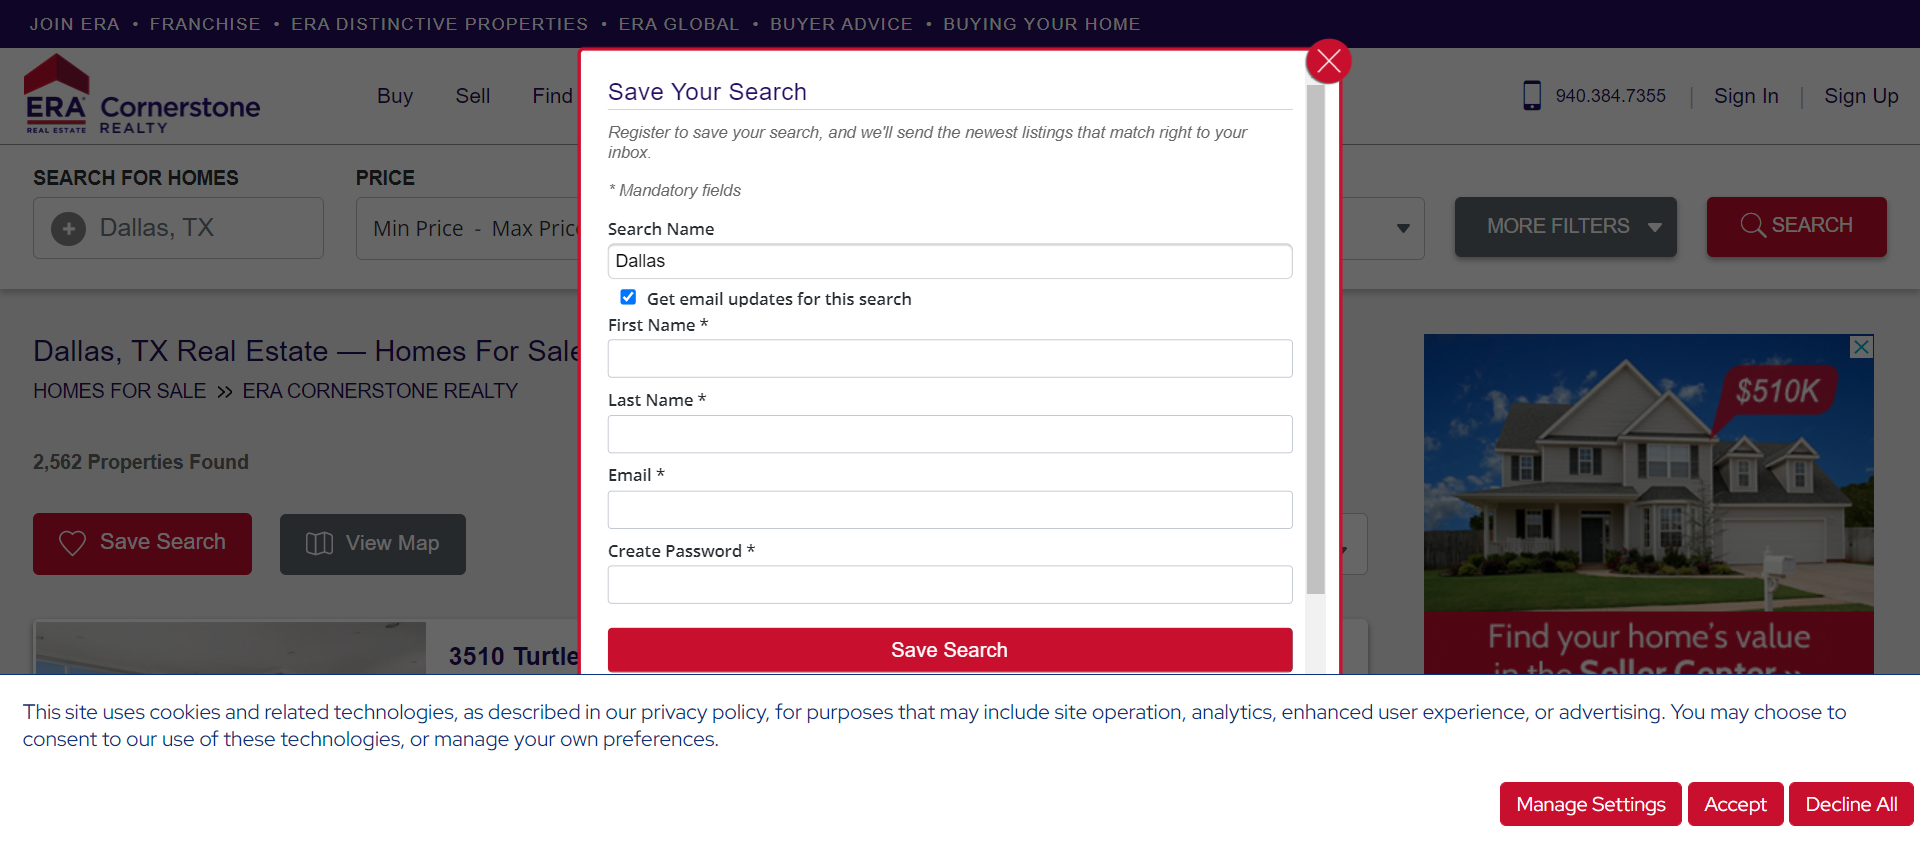 JOIN ERA • FRANCHISE • ERA DISTINCTIVE PROPERTIES • ERA GLOBAL • BUYER ADVICE • BUYING YOUR HOME
ERA
REAL ESTATE
Cornerstone
REALTY
Buy Sell Find
940.384.7355 | Sign In | Sign Up
SEARCH FOR HOMES
Dallas, TX
PRICE
Min Price - Max Pric
MORE FILTERS
SEARCH
Dallas, TX Real Estate — Homes For Sale
HOMES FOR SALE » ERA CORNERSTONE REALTY
2,562 Properties Found
Save Search
View Map
3510 Turtle
Save Your Search
Register to save your search, and we'll send the newest listings that match right to your
inbox.
* Mandatory fields
Search Name
Dallas
Get email updates for this search
First Name *
Last Name *
Email *
Create Password *
Save Search
$510K
Find your home's value
in the Seller Center »
This site uses cookies and related technologies, as described in our privacy policy, for purposes that may include site operation, analytics, enhanced user experience, or advertising. You may choose to
consent to our use of these technologies, or manage your own preferences.
Manage Settings
Accept
Decline All